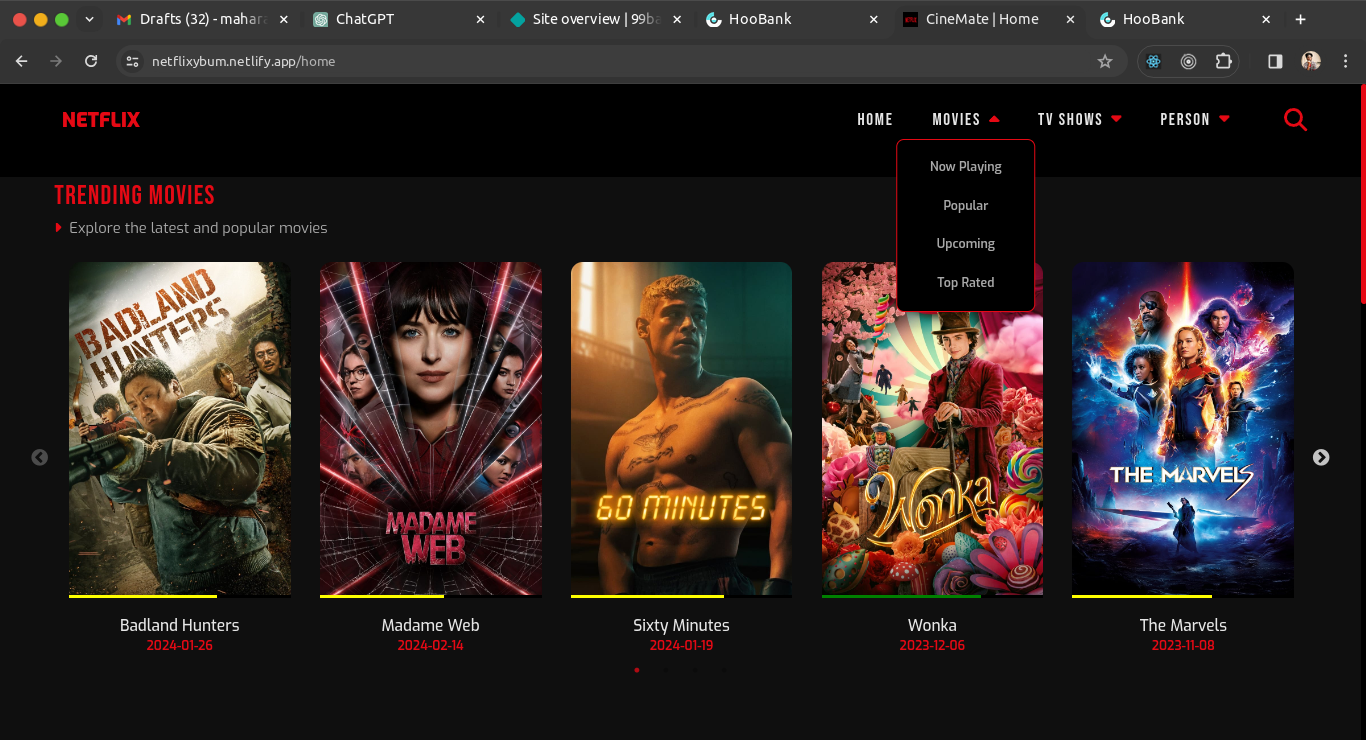 Drafts (32) - mahara
ChatGPT
Site overview | 99ba
HooBank
CineMate | Home
HooBank
netflixybum.netlify.app/home
NETFLIX
HOME
MOVIES
TV SHOWS
PERSON
Now Playing
Popular
Upcoming
Top Rated
TRENDING MOVIES
Explore the latest and popular movies
BADLAND
HUNTERS
MADAME
WEB
60 MINUTES
Wonka
THE MARVELS
Badland Hunters
2024-01-26
Madame Web
2024-02-14
Sixty Minutes
2024-01-19
Wonka
2023-12-06
The Marvels
2023-11-08